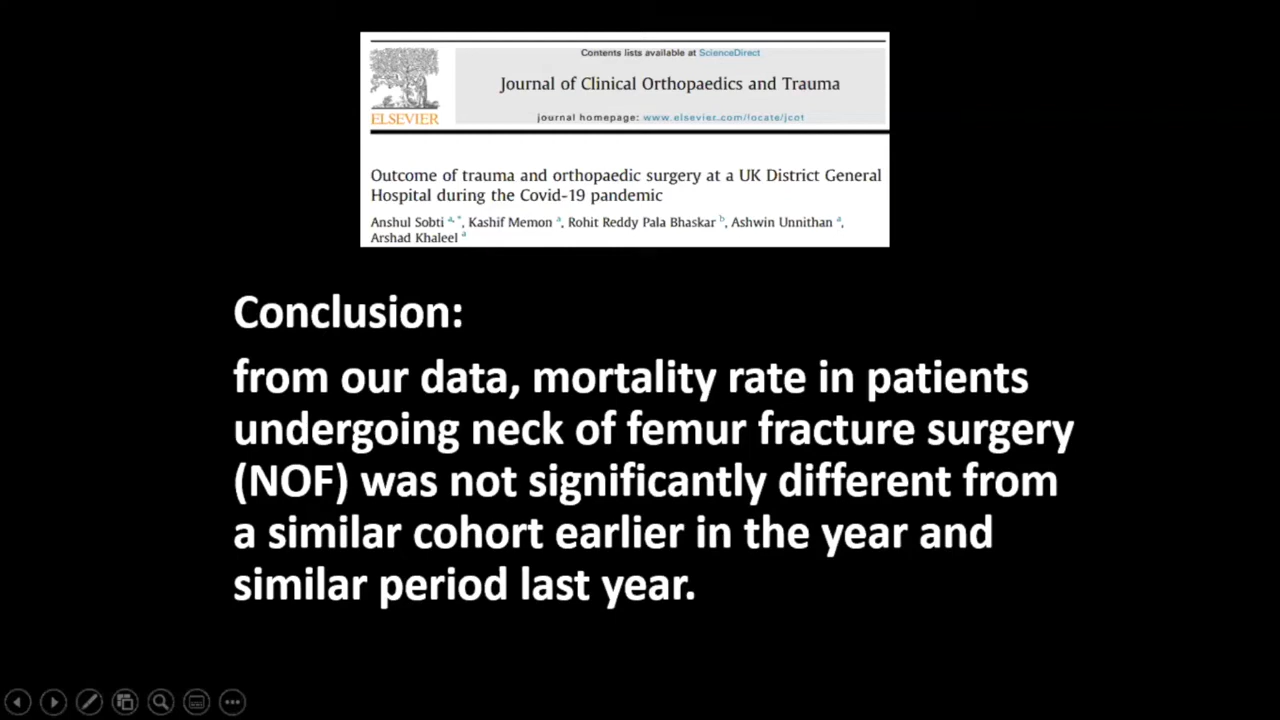 Contents lists available at ScienceDirect
Journal of Clinical Orthopaedics and Trauma
journal homepage: www.elsevier.com/locate/jcot
ELSEVIER
Outcome of trauma and orthopaedic surgery at a UK District General
Hospital during the Covid-19 pandemic
Anshul Sobti a, *, Kashif Memon a, Rohit Reddy Pala Bhaskar b, Ashwin Unnithan a,
Arshad Khaleel a
Conclusion:
from our data, mortality rate in patients
undergoing neck of femur fracture surgery
(NOF) was not significantly different from
a similar cohort earlier in the year and
similar period last year.